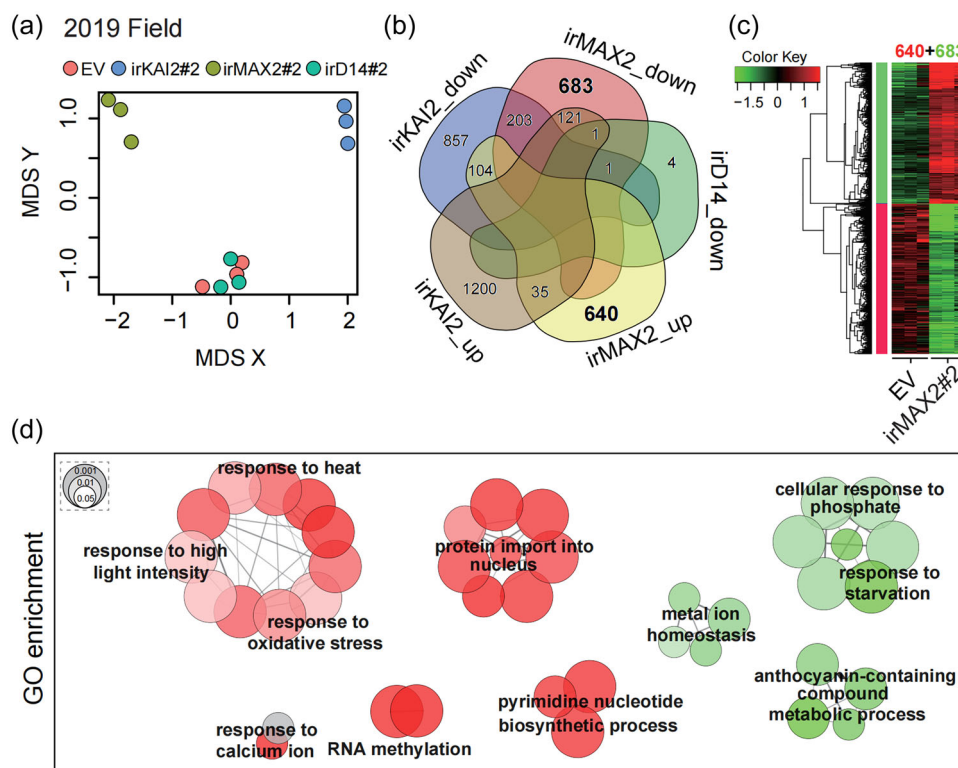 (a)
2019 Field
EV irKAI2#2 irMAX2#2 irD14#2
MDS Y
1.0
0.0
−1.0
−2 −1 0 1 2
MDS X
(b)
irKAI2_down
irMAX2_down
irD14_down
irMAX2_up
irKAI2_up
683
203
121
1
857
104
1
4
1200
35
640
(c)
640+683
Color Key
−1.5 0 1
EV
irMAX2#2
(d)
GO enrichment
0.001
0.01
0.05
response to heat
response to high
light intensity
response to
oxidative stress
protein import into
nucleus
cellular response to
phosphate
response to
starvation
metal ion
homeostasis
anthocyanin-containing
compound
metabolic process
response to
calcium ion
RNA methylation
pyrimidine nucleotide
biosynthetic process